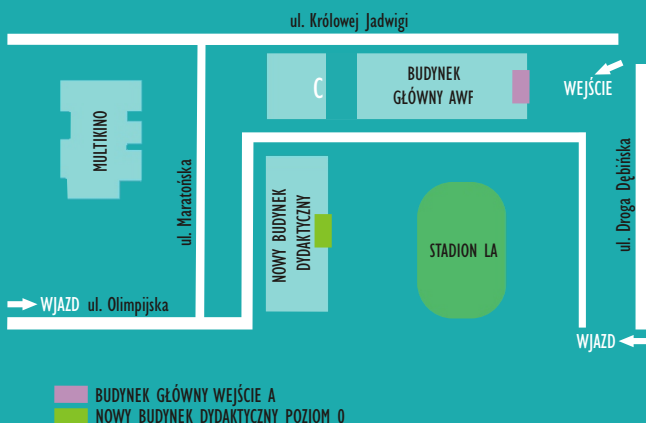 ul. Królowej Jadwigi
C
BUDYNEK
GŁÓWNY AWF
WEJŚCIE
MULTIKINO
ul. Maratońska
NOWY BUDYNEK
DYDAKTYCZNY
STADION LA
ul. Droga Dębińska
WJAZD ul. Olimpijska
WJAZD
BUDYNEK GŁÓWNY WEJŚCIE A
NOWY BUDYNEK DYDAKTYCZNY POZIOM 0